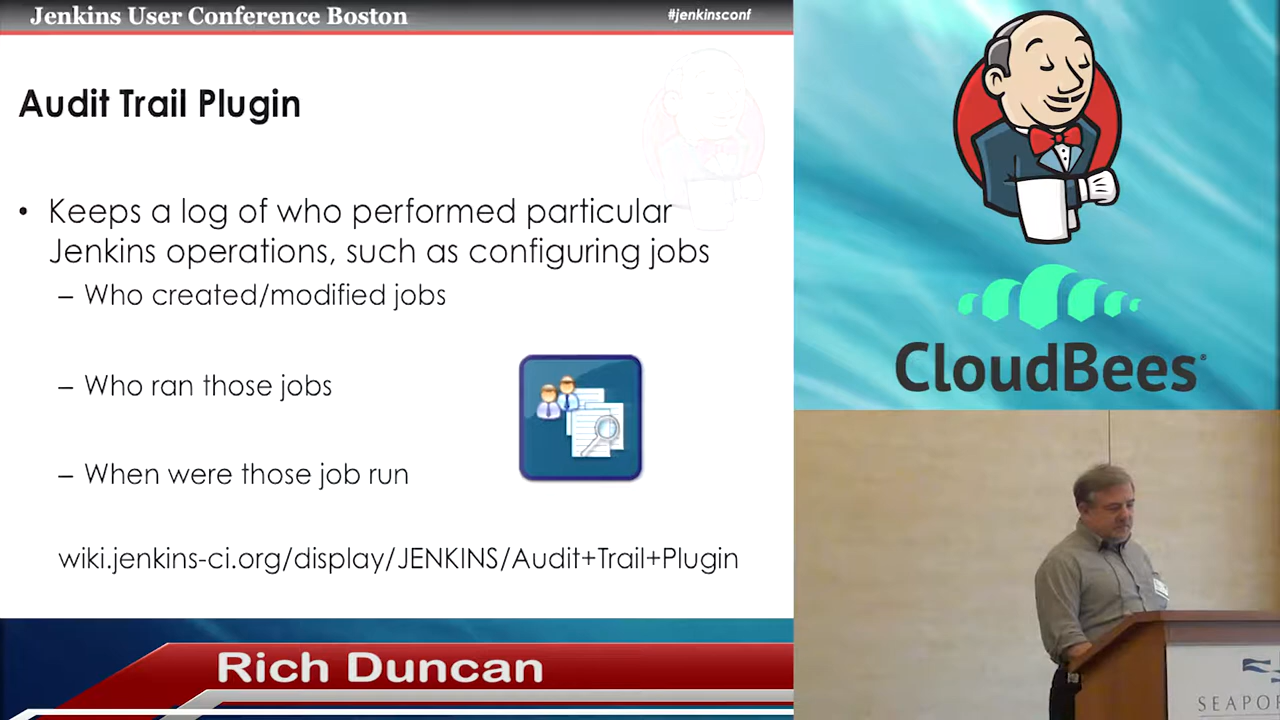 Jenkins User Conference Boston
#jenkinsconf
Audit Trail Plugin
• Keeps a log of who performed particular
Jenkins operations, such as configuring jobs
– Who created/modified jobs
– Who ran those jobs
– When were those job run
wiki.jenkins-ci.org/display/JENKINS/Audit+Trail+Plugin
Rich Duncan
CloudBees